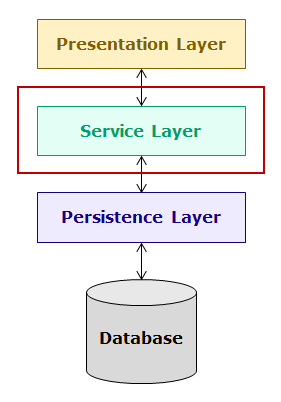 Presentation Layer
Service Layer
Persistence Layer
Database